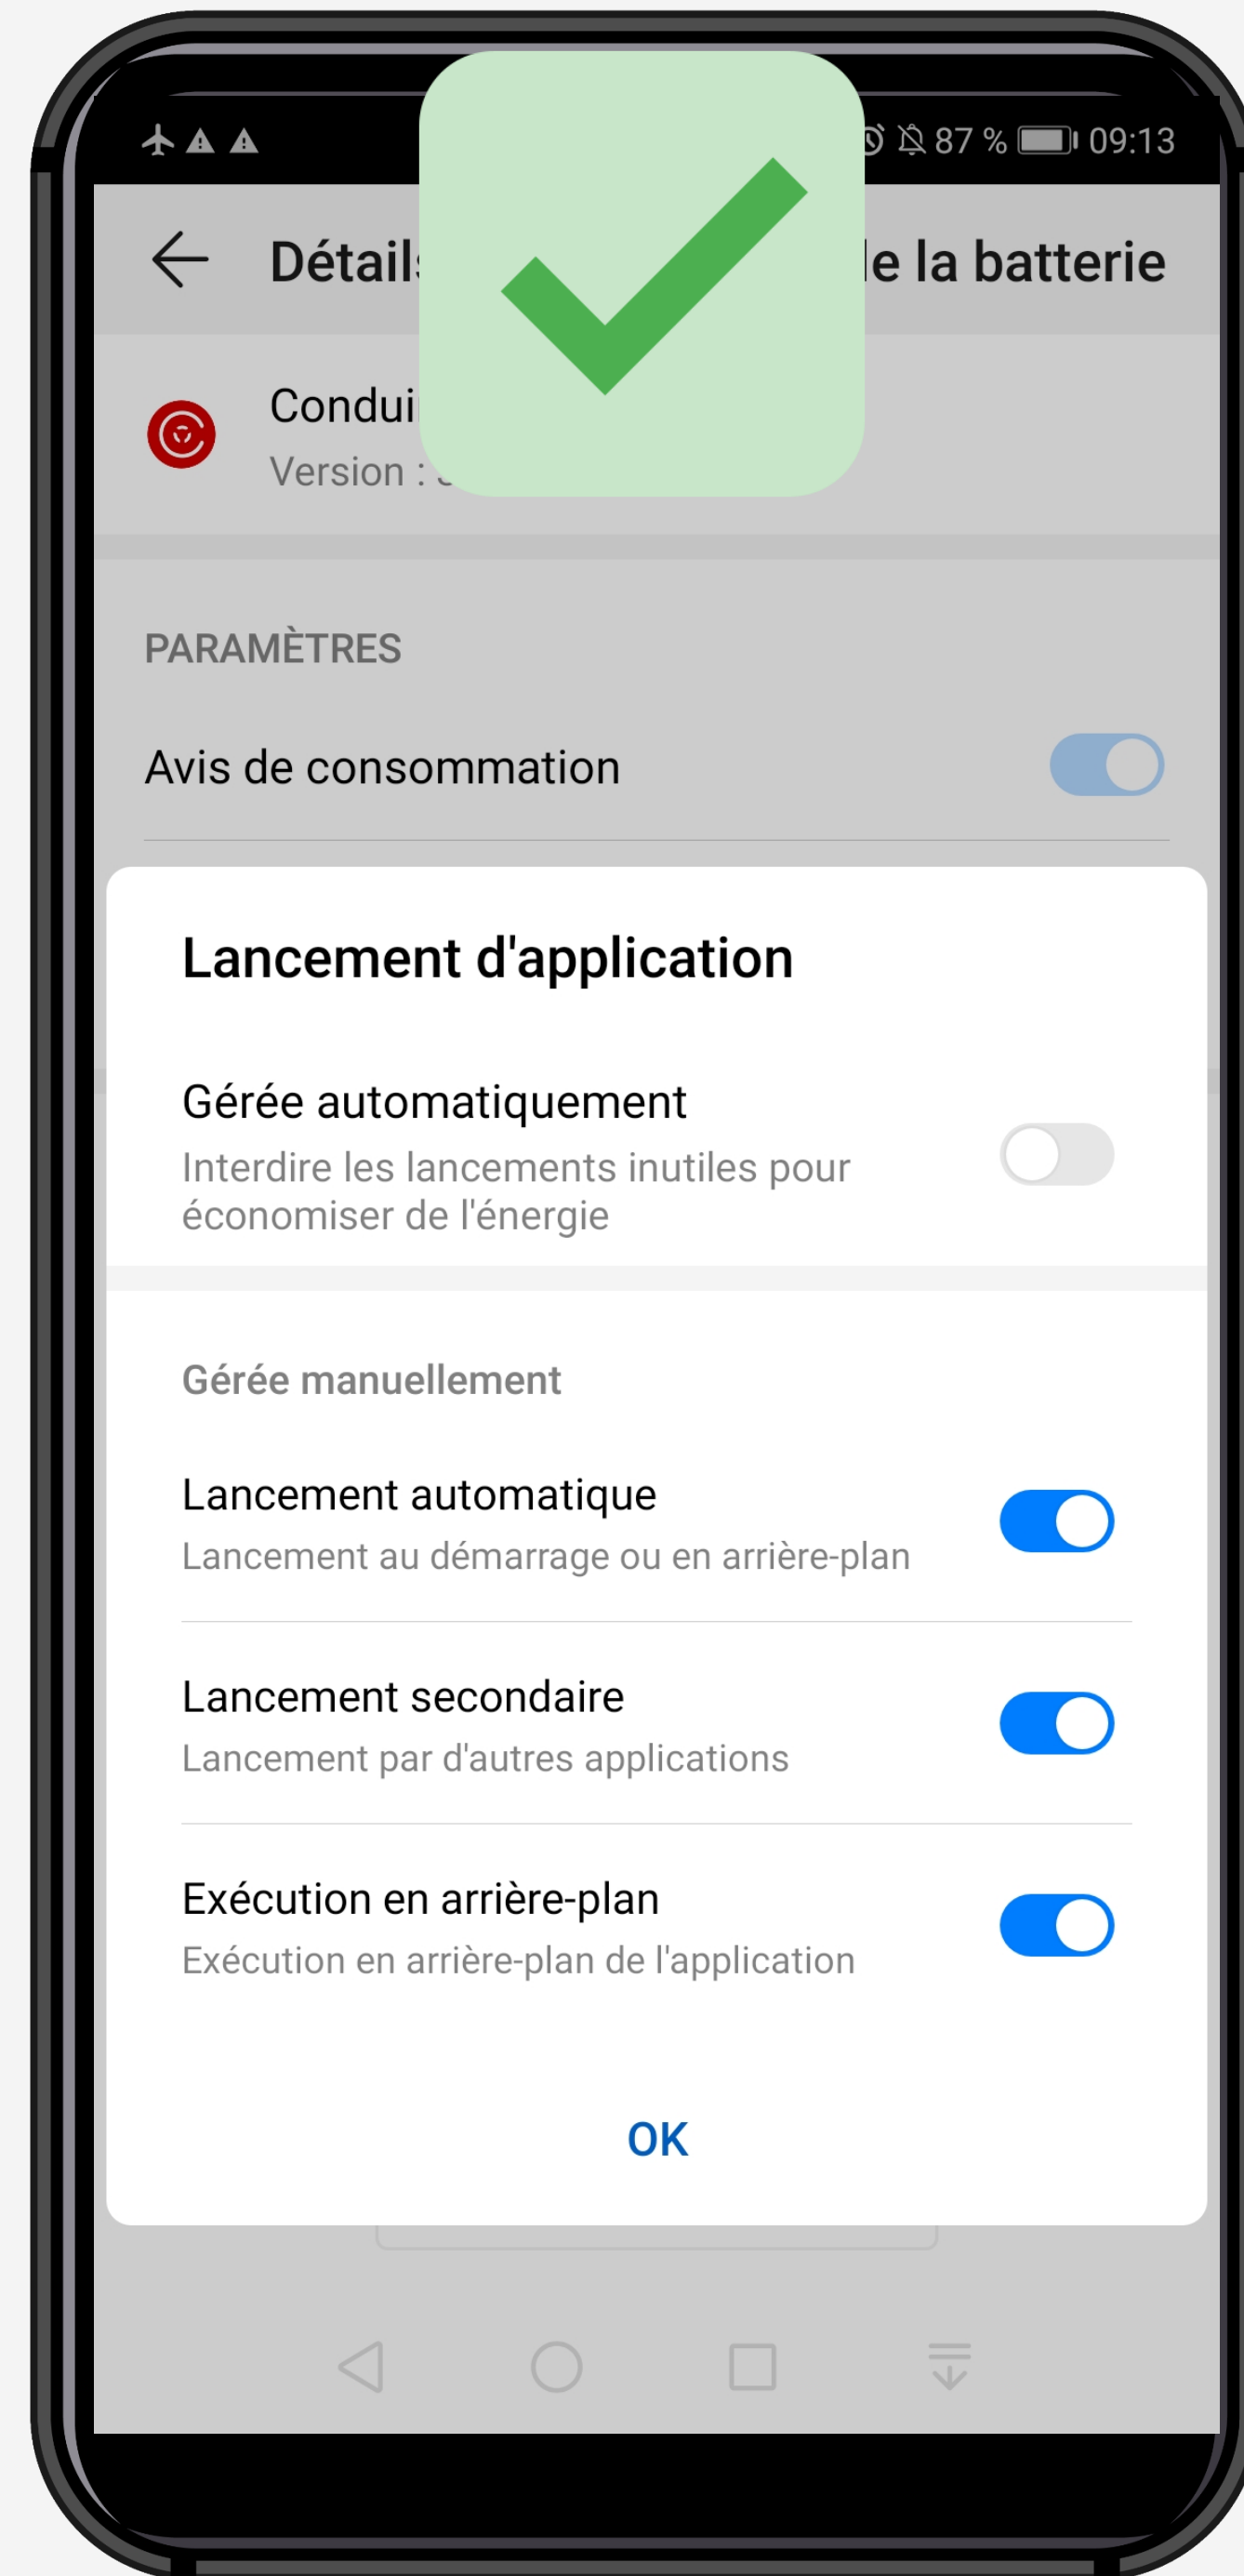 87 % 09:13
Détails de la batterie
Condui
Version :
PARAMÈTRES
Avis de consommation
Lancement d'application
Gérée automatiquement
Interdire les lancements inutiles pour
économiser de l'énergie
Gérée manuellement
Lancement automatique
Lancement au démarrage ou en arrière-plan
Lancement secondaire
Lancement par d'autres applications
Exécution en arrière-plan
Exécution en arrière-plan de l'application
OK